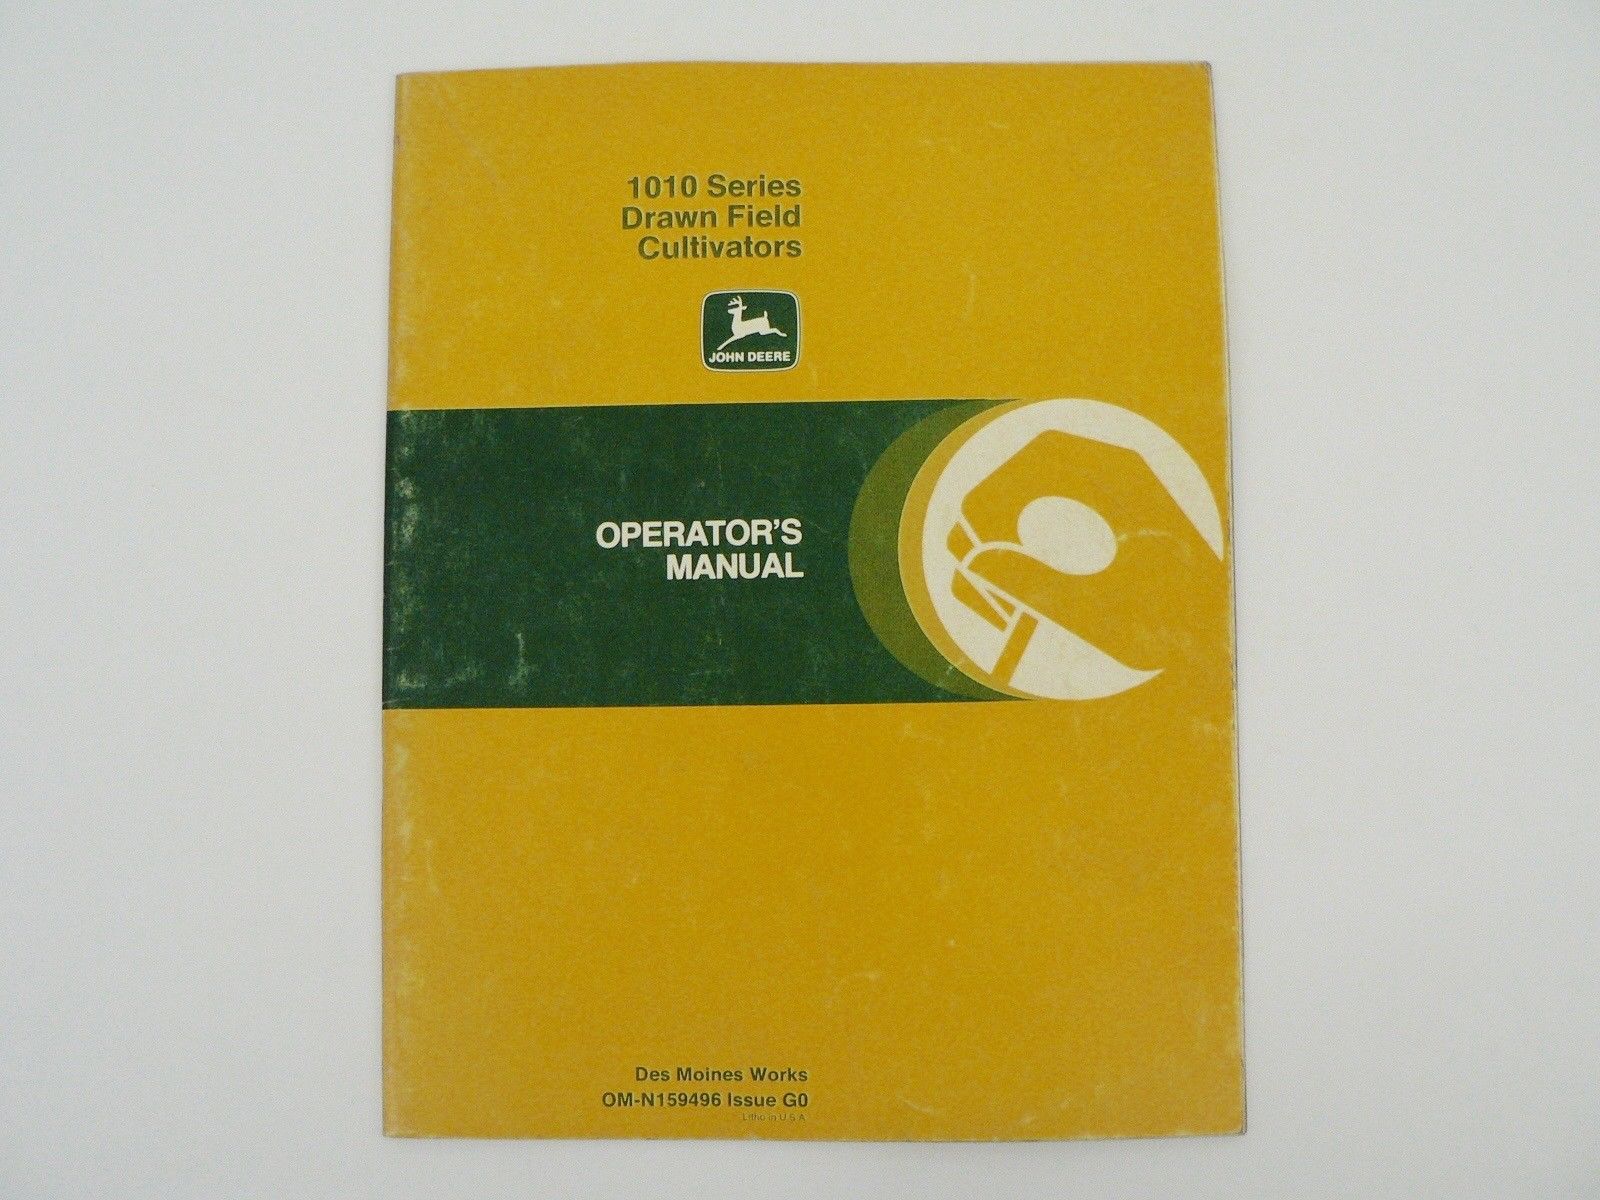 1010 Series
Drawn Field
Cultivators
JOHN DEERE
OPERATOR'S
MANUAL
Des Moines Works
OM-N159496 Issue G0
Litho in U.S.A.